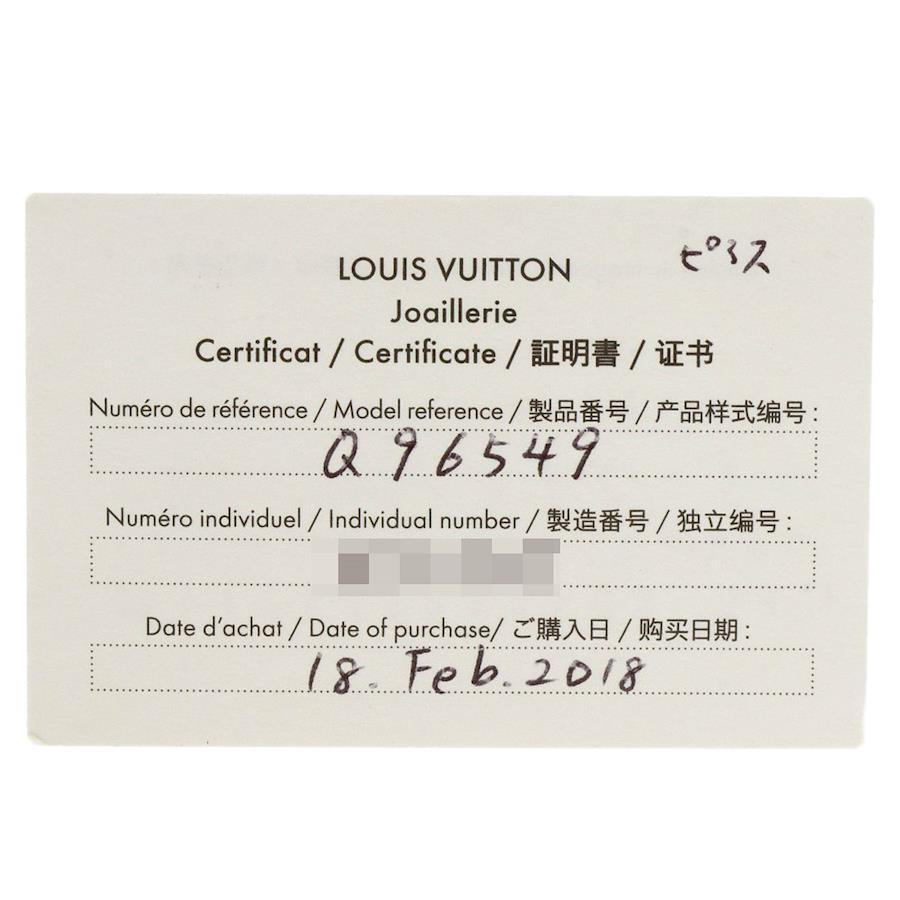 ピアス
LOUIS VUITTON
Joaillerie
Certificat / Certificate / 証明書 / 证书
Numéro de référence / Model reference / 製品番号 / 产品样式编号 :
Q96549
Numéro individuel / Individual number / 製造番号 / 独立编号 :
Date d'achat / Date of purchase/ ご購入日 / 购买日期 :
18. Feb. 2018